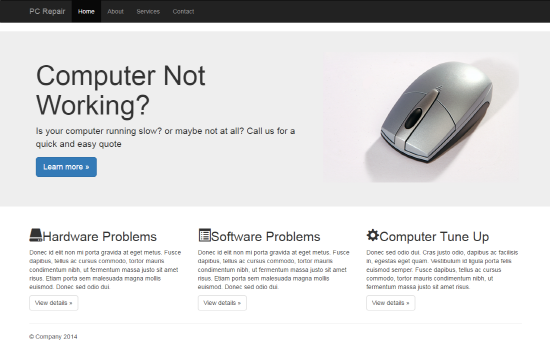 PC Repair Home About Services Contact
Computer Not
Working?
Is your computer running slow? or maybe not at all? Call us for a
quick and easy quote
Learn more »
Hardware Problems
Donec id elit non mi porta gravida at eget metus. Fusce
dapibus, tellus ac cursus commodo, tortor mauris
condimentum nibh, ut fermentum massa justo sit amet
risus. Etiam porta sem malesuada magna mollis
euismod. Donec sed odio dui.
View details »
Software Problems
Donec id elit non mi porta gravida at eget metus. Fusce
dapibus, tellus ac cursus commodo, tortor mauris
condimentum nibh, ut fermentum massa justo sit amet
risus. Etiam porta sem malesuada magna mollis
euismod. Donec sed odio dui.
View details »
Computer Tune Up
Donec sed odio dui. Cras justo odio, dapibus ac facilisis
in, egestas eget quam. Vestibulum id ligula porta felis
euismod semper. Fusce dapibus, tellus ac cursus
commodo, tortor mauris condimentum nibh, ut
fermentum massa justo sit amet risus.
View details »
© Company 2014